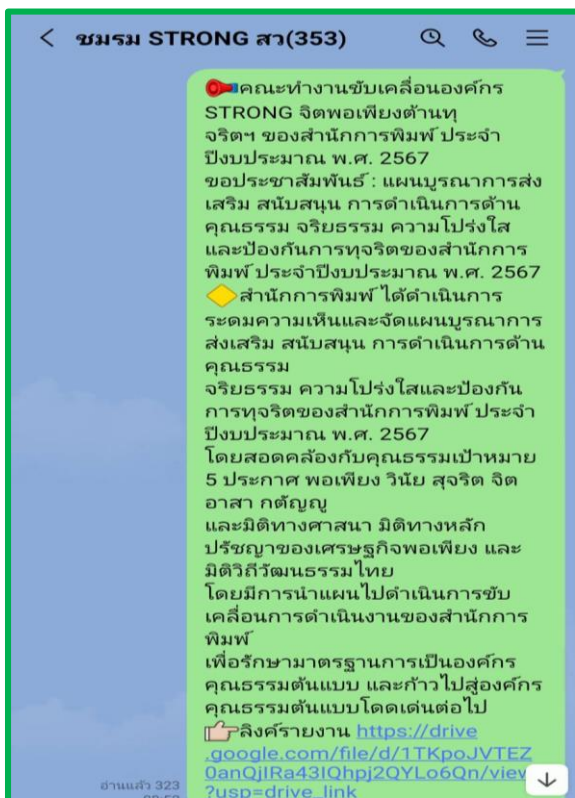 ชมรม STRONG สว(353)
คณะทำงานขับเคลื่อนองค์กร
STRONG จิตพอเพียงต้านทุ
จริตฯ ของสำนักการพิมพ์ ประจำ
ปีงบประมาณ พ.ศ. 2567
ขอประชาสัมพันธ์ : แผนบูรณาการส่ง
เสริม สนับสนุน การดำเนินการด้าน
คุณธรรม จริยธรรม ความโปร่งใส
และป้องกันการทุจริตของสำนักการ
พิมพ์ ประจำปีงบประมาณ พ.ศ. 2567
สำนักการพิมพ์ ได้ดำเนินการ
ระดมความเห็นและจัดแผนบูรณาการ
ส่งเสริม สนับสนุน การดำเนินการด้าน
คุณธรรม
จริยธรรม ความโปร่งใสและป้องกัน
การทุจริตของสำนักการพิมพ์ ประจำ
ปีงบประมาณ พ.ศ. 2567
โดยสอดคล้องกับคุณธรรมเป้าหมาย
5 ประกาศ พอเพียง วินัย สุจริต จิต
อาสา กตัญญู
และมิติทางศาสนา มิติทางหลัก
ปรัชญาของเศรษฐกิจพอเพียง และ
มิติวิถีวัฒนธรรมไทย
โดยมีการนำแผนไปดำเนินการขับ
เคลื่อนการดำเนินงานของสำนักการ
พิมพ์
เพื่อรักษามาตรฐานการเป็นองค์กร
คุณธรรมต้นแบบ และก้าวไปสู่องค์กร
คุณธรรมต้นแบบโดดเด่นต่อไป
ลิงค์รายงาน https://drive
.google.com/file/d/1TKpoJVTEZ
0anQjIRa43IQhpj2QYLo6Qn/view
?usp=drive_link
อ่านแล้ว 323